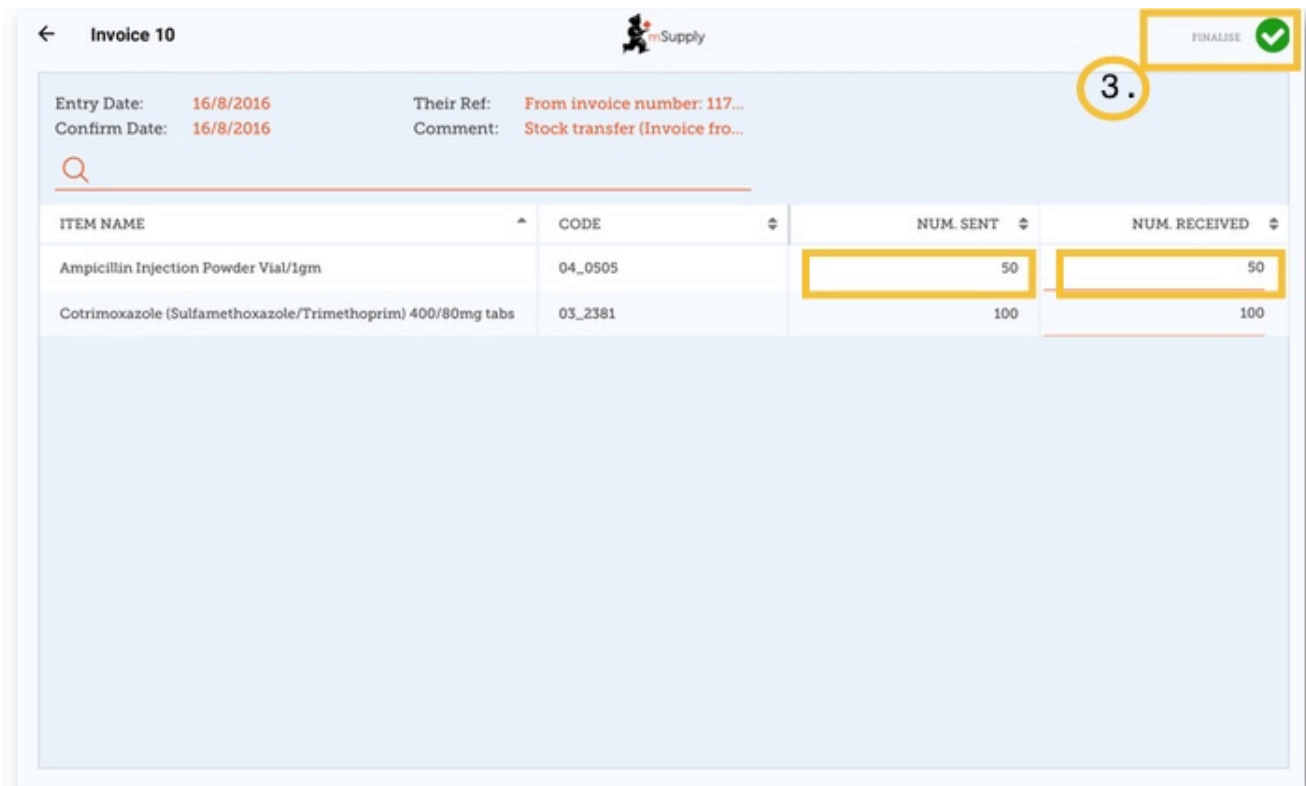 Invoice 10
mSupply
FINALISE
3.
Entry Date: 16/8/2016 Their Ref: From invoice number: 117...
Confirm Date: 16/8/2016 Comment: Stock transfer (Invoice fro...
ITEM NAME CODE NUM. SENT NUM. RECEIVED
Ampicillin Injection Powder Vial/1gm 04_0505 50 50
Cotrimoxazole (Sulfamethoxazole/Trimethoprim) 400/80mg tabs 03_2381 100 100